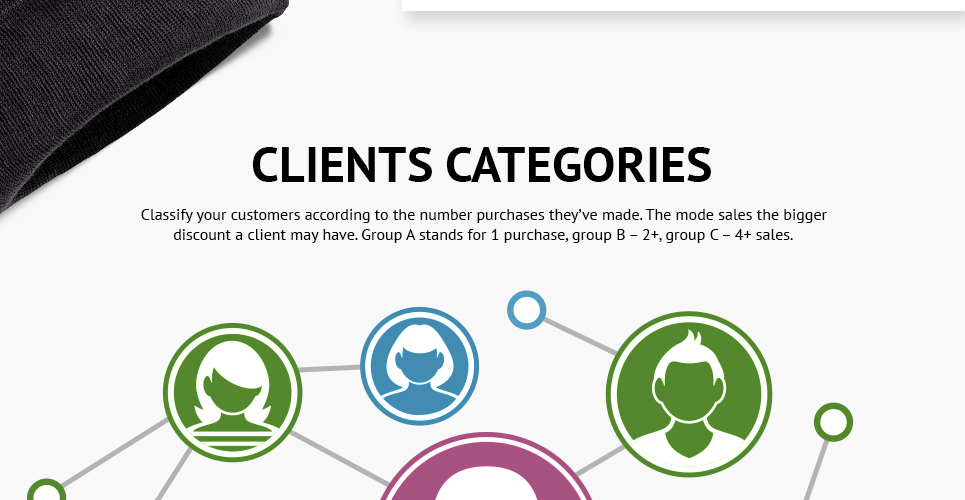 CLIENTS CATEGORIES
Classify your customers according to the number purchases they’ve made. The mode sales the bigger
discount a client may have. Group A stands for 1 purchase, group B – 2+, group C – 4+ sales.